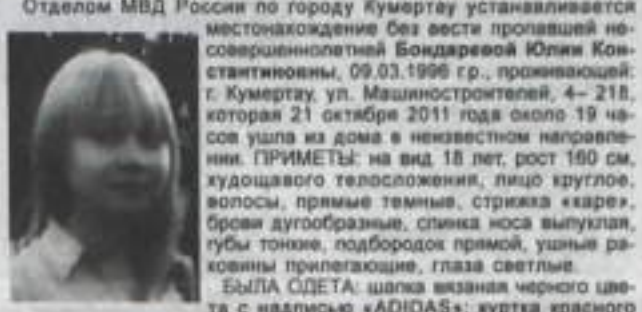 Отделом МВД России по городу Кумертау устанавливается
местонахождение без вести пропавшей не-
совершеннолетней Бондаревой Юлии Кон-
стантиновны, 09.03.1996 г.р., проживающей:
г. Кумертау, ул. Машиностроителей, 4– 218,
которая 21 октября 2011 года около 19 ча-
сов ушла из дома в неизвестном направле-
нии. ПРИМЕТЫ: на вид 18 лет, рост 160 см,
худощавого телосложения, лицо круглое,
волосы, прямые темные, стрижка «каре»,
брови дугообразные, спинка носа выпуклая,
губы тонкие, подбородок прямой, ушные ра-
ковины прилегающие, глаза светлые.
БЫЛА ОДЕТА: шапка вязаная черного цве-
та с надписью «ADIDAS»; куртка красного